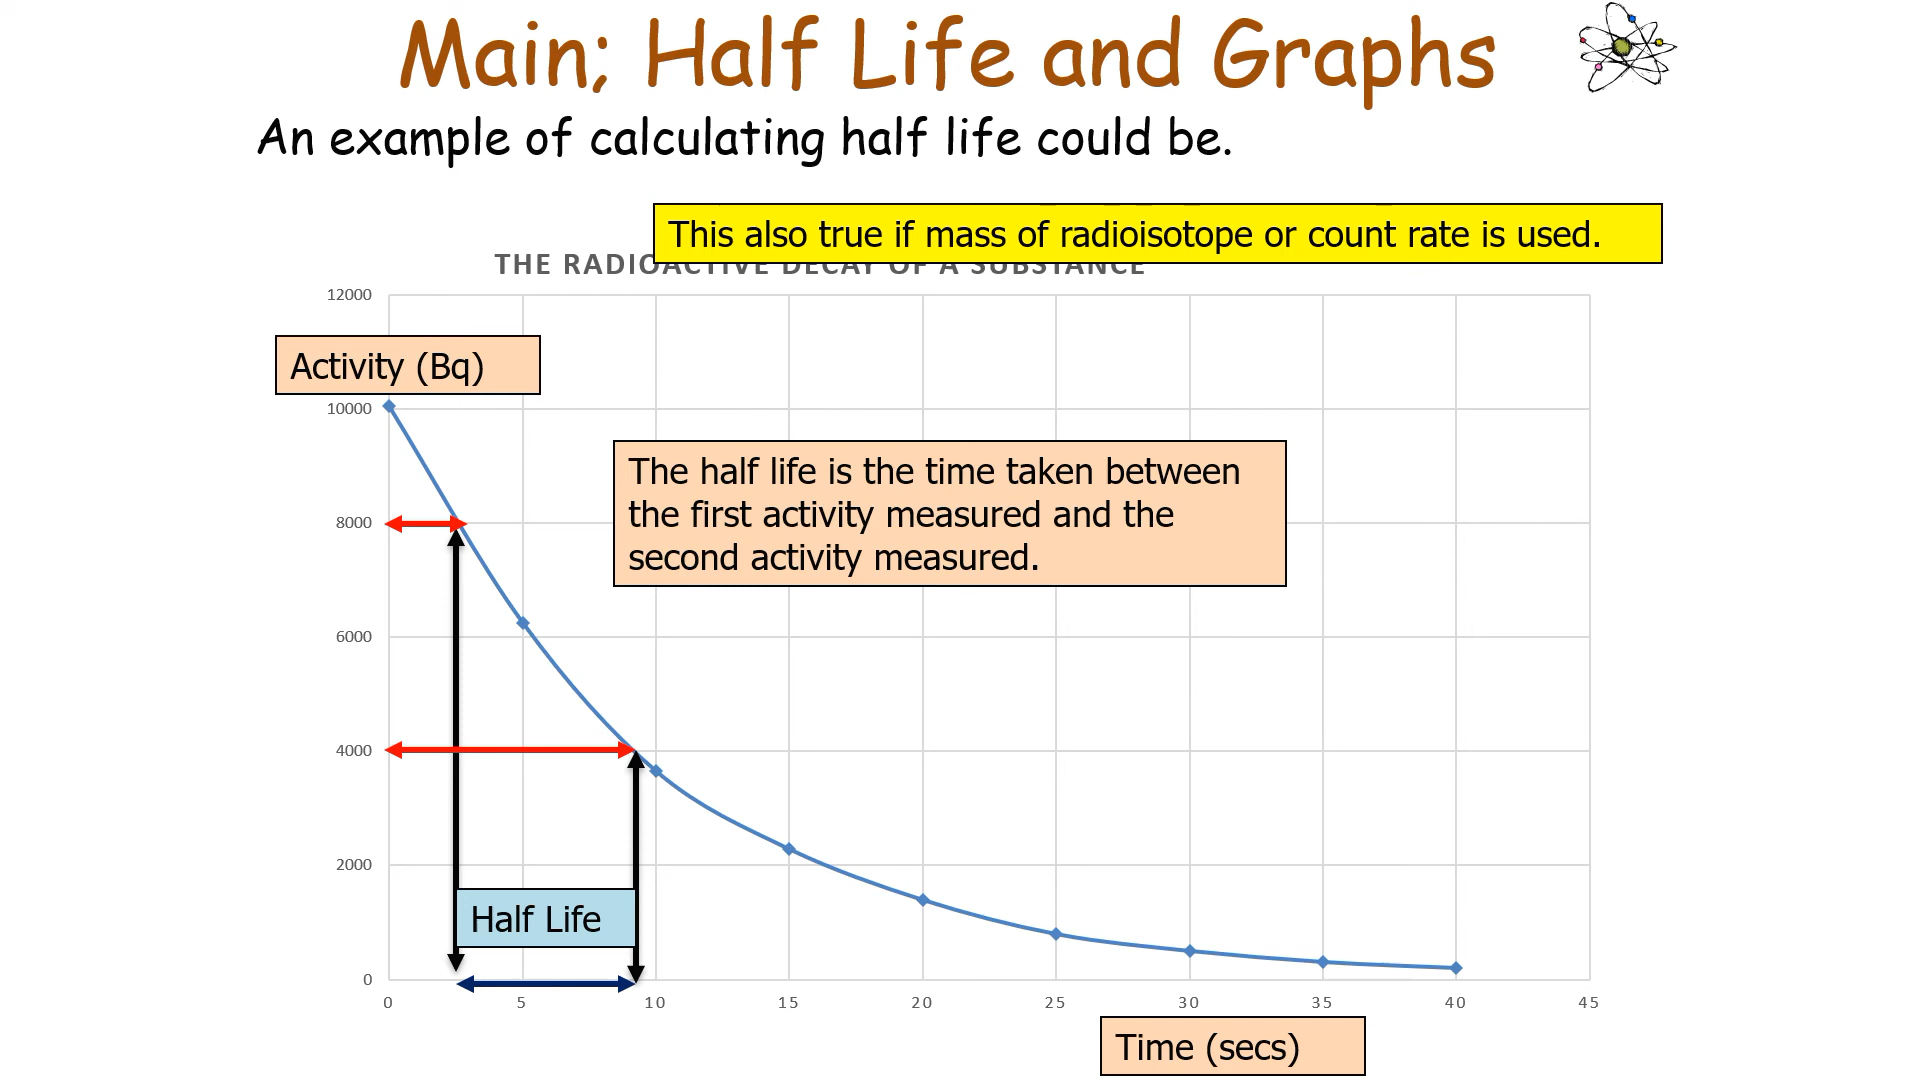 Main; Half Life and Graphs
An example of calculating half life could be.
This also true if mass of radioisotope or count rate is used.
THE RADIOACTIVE DECAY OF A SUBSTANCE
12000
Activity (Bq)
10000
The half life is the time taken between
the first activity measured and the
second activity measured.
8000
6000
4000
2000
Half Life
0
0 5 10 15 20 25 30 35 40 45
Time (secs)